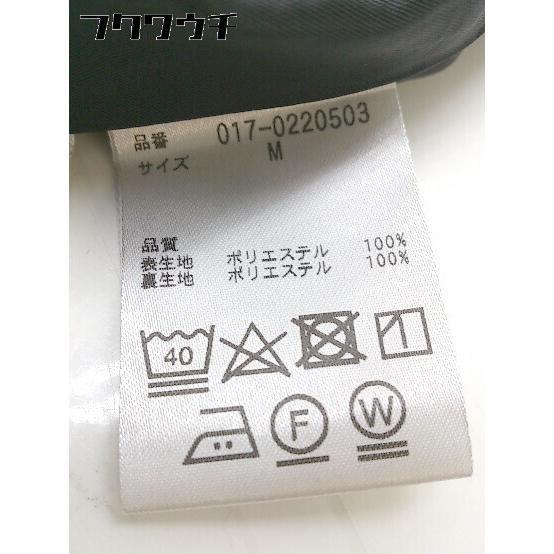 フクワウチ
品番 017-0220503
サイズ M
品質
表生地 ポリエステル 100%
裏生地 ポリエステル 100%
40
F
W